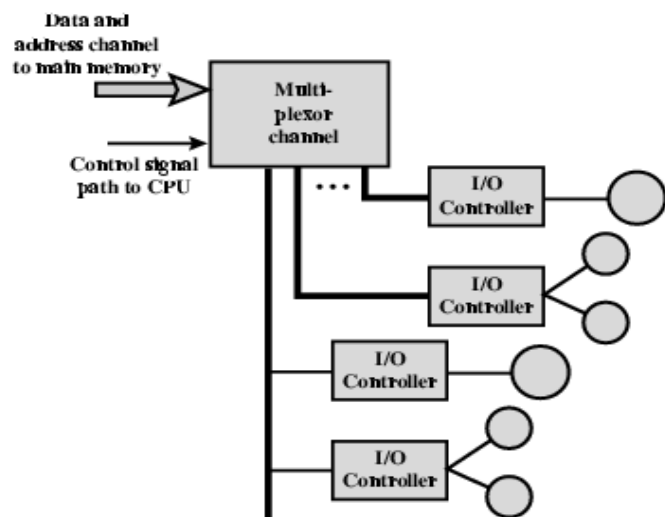 Data and
address channel
to main memory
Multi-
plexor
channel
Control signal
path to CPU
...
I/O
Controller
I/O
Controller
I/O
Controller
I/O
Controller